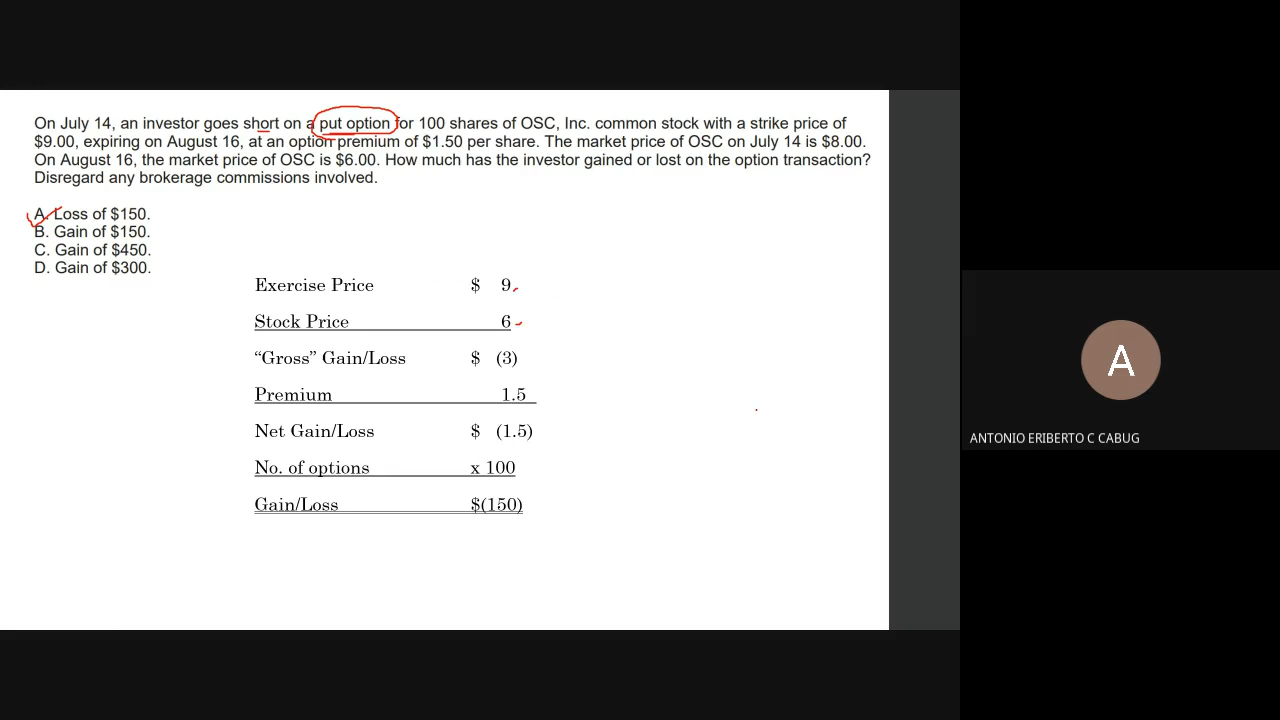 On July 14, an investor goes short on a put option for 100 shares of OSC, Inc. common stock with a strike price of
$9.00, expiring on August 16, at an option premium of $1.50 per share. The market price of OSC on July 14 is $8.00.
On August 16, the market price of OSC is $6.00. How much has the investor gained or lost on the option transaction?
Disregard any brokerage commissions involved.
A. Loss of $150.
B. Gain of $150.
C. Gain of $450.
D. Gain of $300.
Exercise Price $ 9
Stock Price 6
“Gross” Gain/Loss $ (3)
Premium 1.5
Net Gain/Loss $ (1.5)
No. of options x 100
Gain/Loss $(150)
A
ANTONIO ERIBERTO C CABUG